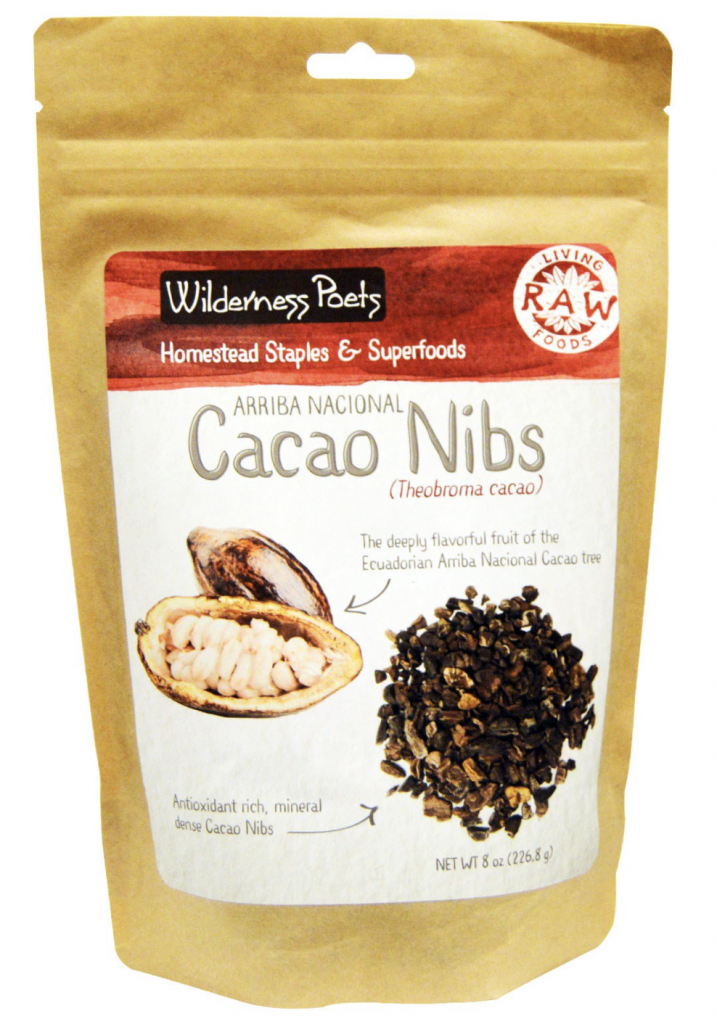 Wilderness Poets
Homestead Staples & Superfoods
LIVING
RAW
FOODS
ARRIBA NACIONAL
Cacao Nibs
(Theobroma cacao)
The deeply flavorful fruit of the
Ecuadorian Arriba Nacional Cacao tree
Antioxidant rich, mineral
dense Cacao Nibs
NET WT 8 oz (226.8 g)